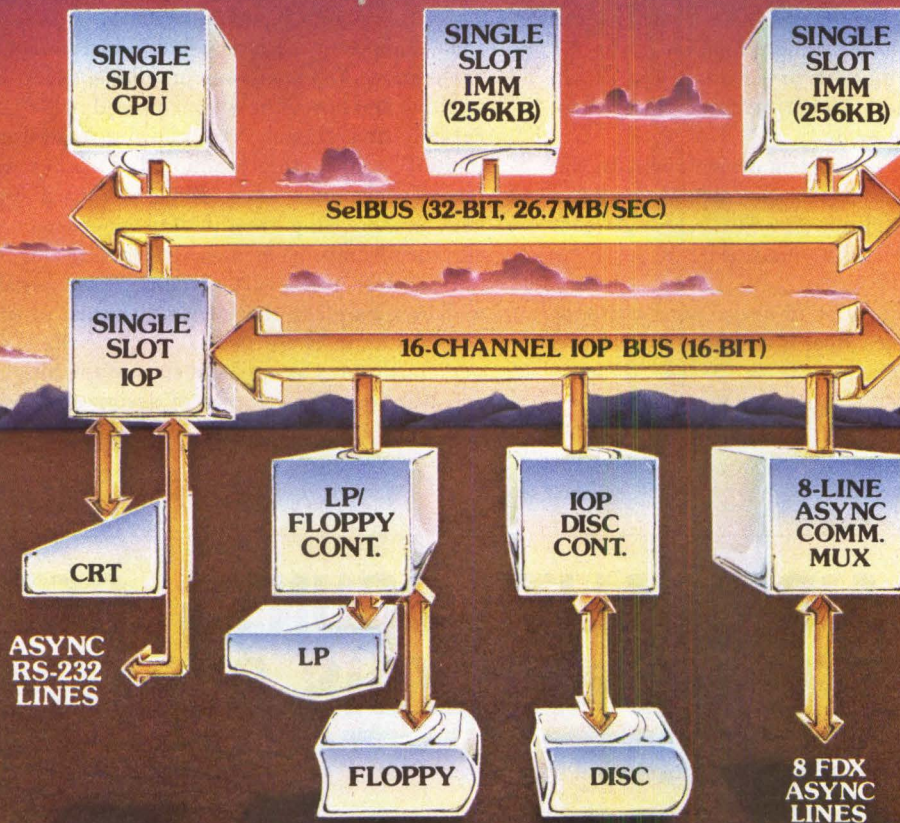 SINGLE
SLOT
CPU
SINGLE
SLOT
IMM
(256KB)
SINGLE
SLOT
IMM
(256KB)
SelBUS (32-BIT, 26.7MB/SEC)
SINGLE
SLOT
IOP
16-CHANNEL IOP BUS (16-BIT)
LP/
FLOPPY
CONT.
IOP
DISC
CONT.
8-LINE
ASYNC
COMM.
MUX
CRT
ASYNC
RS-232
LINES
LP
FLOPPY
DISC
8 FDX
ASYNC
LINES